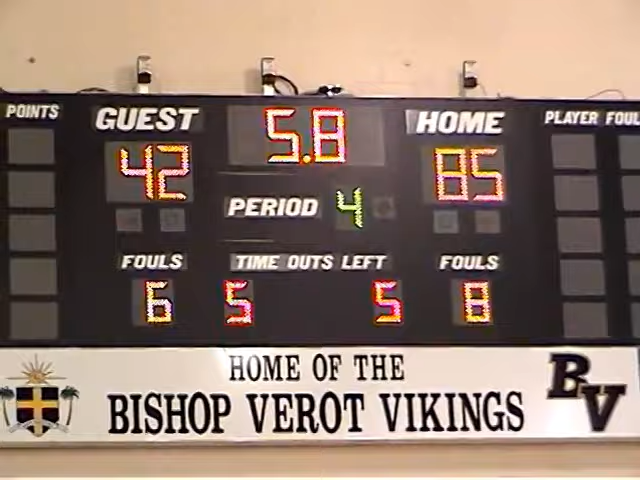 POINTS GUEST 5.8 HOME PLAYER FOUL
42 85
PERIOD 4
FOULS TIME OUTS LEFT FOULS
6 5 5 8
HOME OF THE
BISHOP VEROT VIKINGS
BV